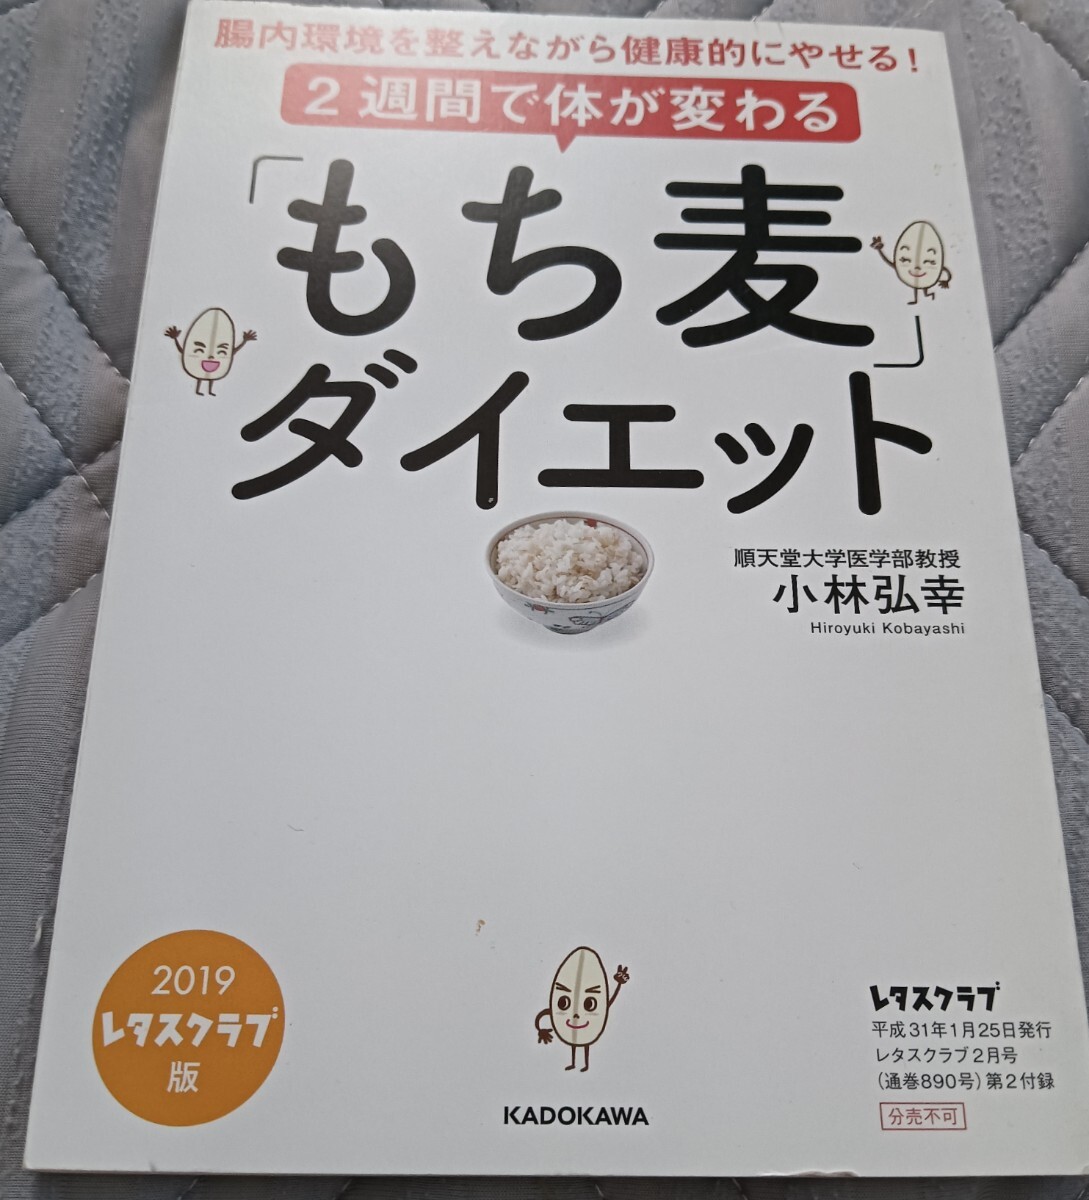 腸内環境を整えながら健康的にやせる！
2週間で体が変わる
「もち麦」
ダイエット
順天堂大学医学部教授
小林弘幸
Hiroyuki Kobayashi
2019
レタスクラブ
版
KADOKAWA
レタスクラブ
平成31年1月25日発行
レタスクラブ2月号
（通巻890号）第2付録
分売不可